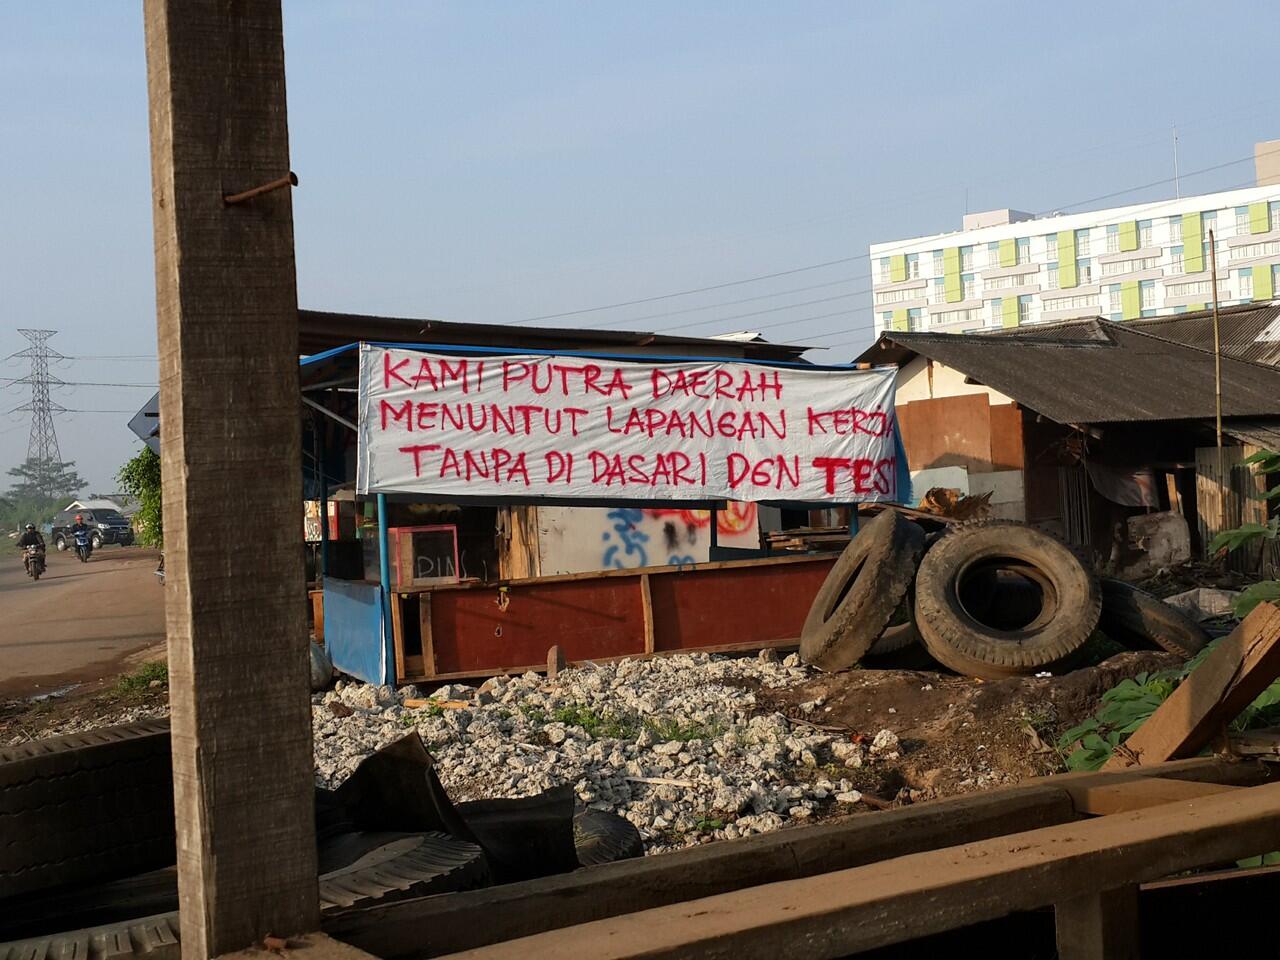 KAMI PUTRA DAERAH
MENUNTUT LAPANGAN KERJA
TANPA DI DASARI DGN TEST